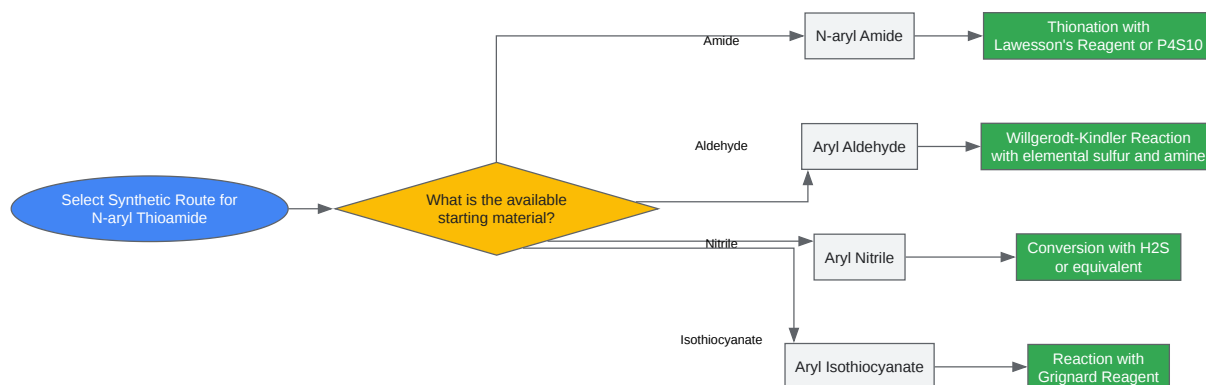 Select Synthetic Route for
N-aryl Thioamide
What is the available
starting material?
Amide
N-aryl Amide
Thionation with
Lawesson's Reagent or P4S10
Aldehyde
Aryl Aldehyde
Willgerodt-Kindler Reaction
with elemental sulfur and amine
Nitrile
Aryl Nitrile
Conversion with H2S
or equivalent
Isothiocyanate
Aryl Isothiocyanate
Reaction with
Grignard Reagent